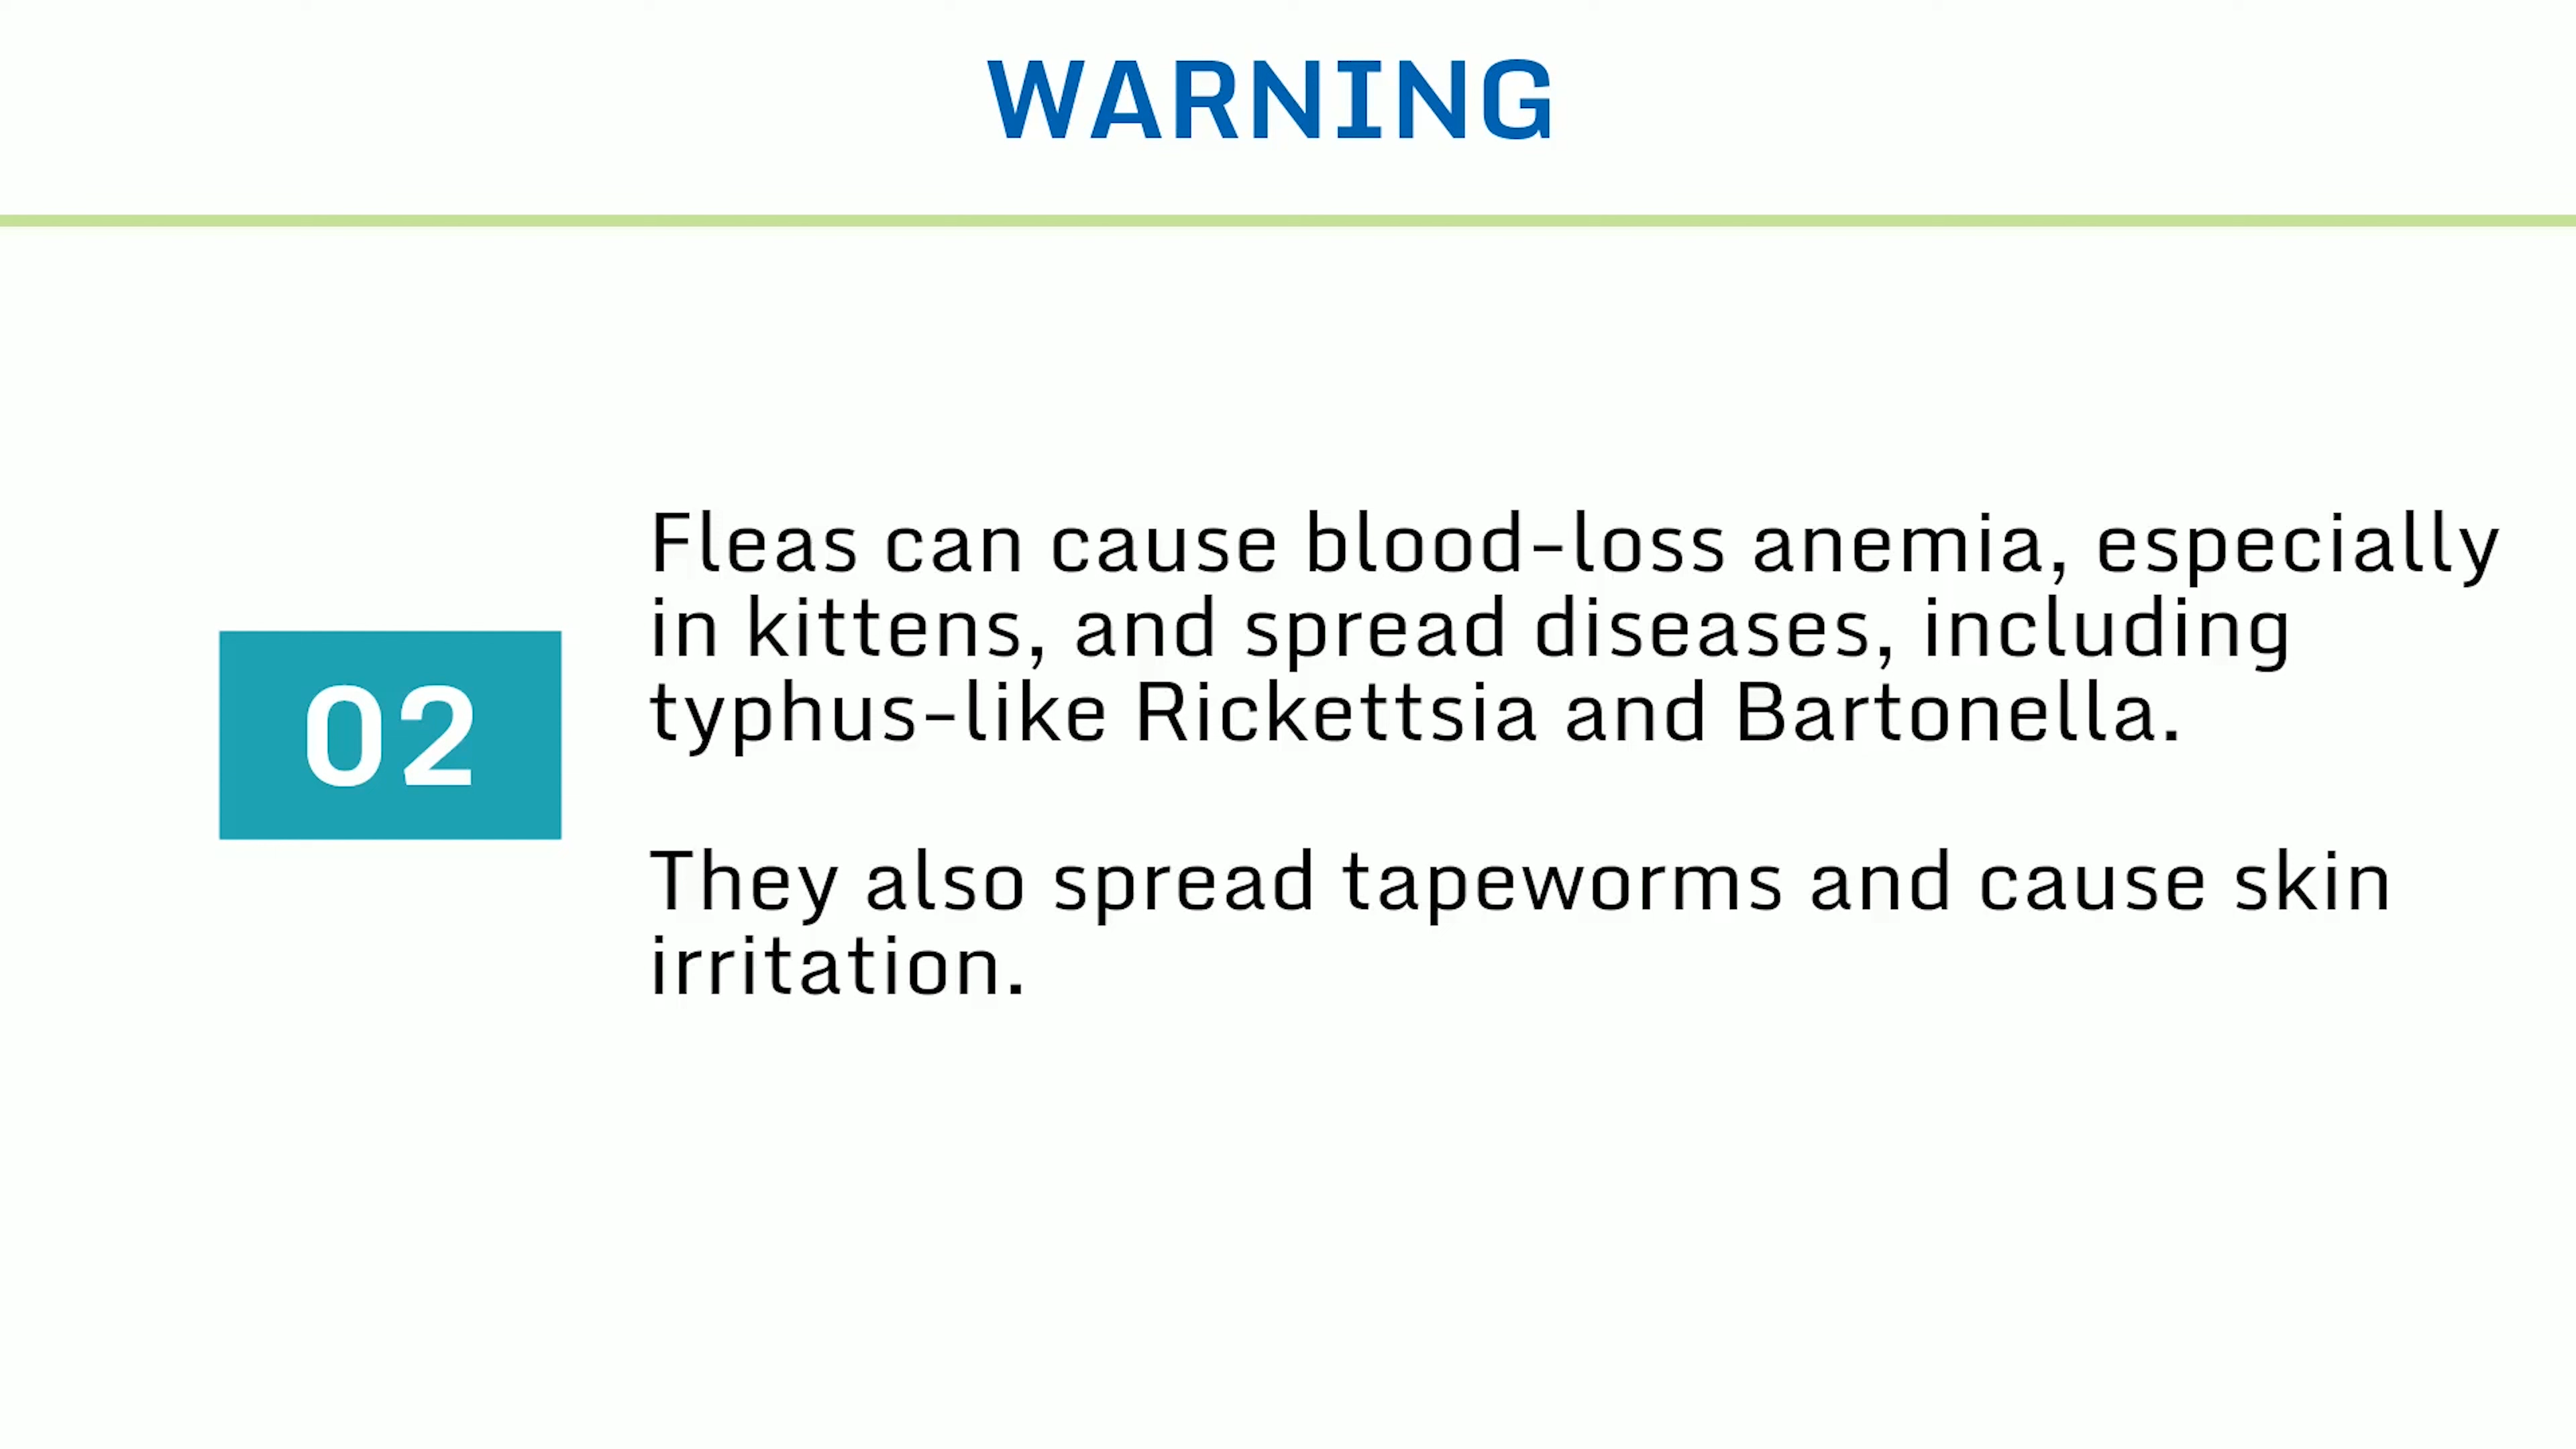 WARNING
02
Fleas can cause blood-loss anemia, especially
in kittens, and spread diseases, including
typhus-like Rickettsia and Bartonella.
They also spread tapeworms and cause skin
irritation.